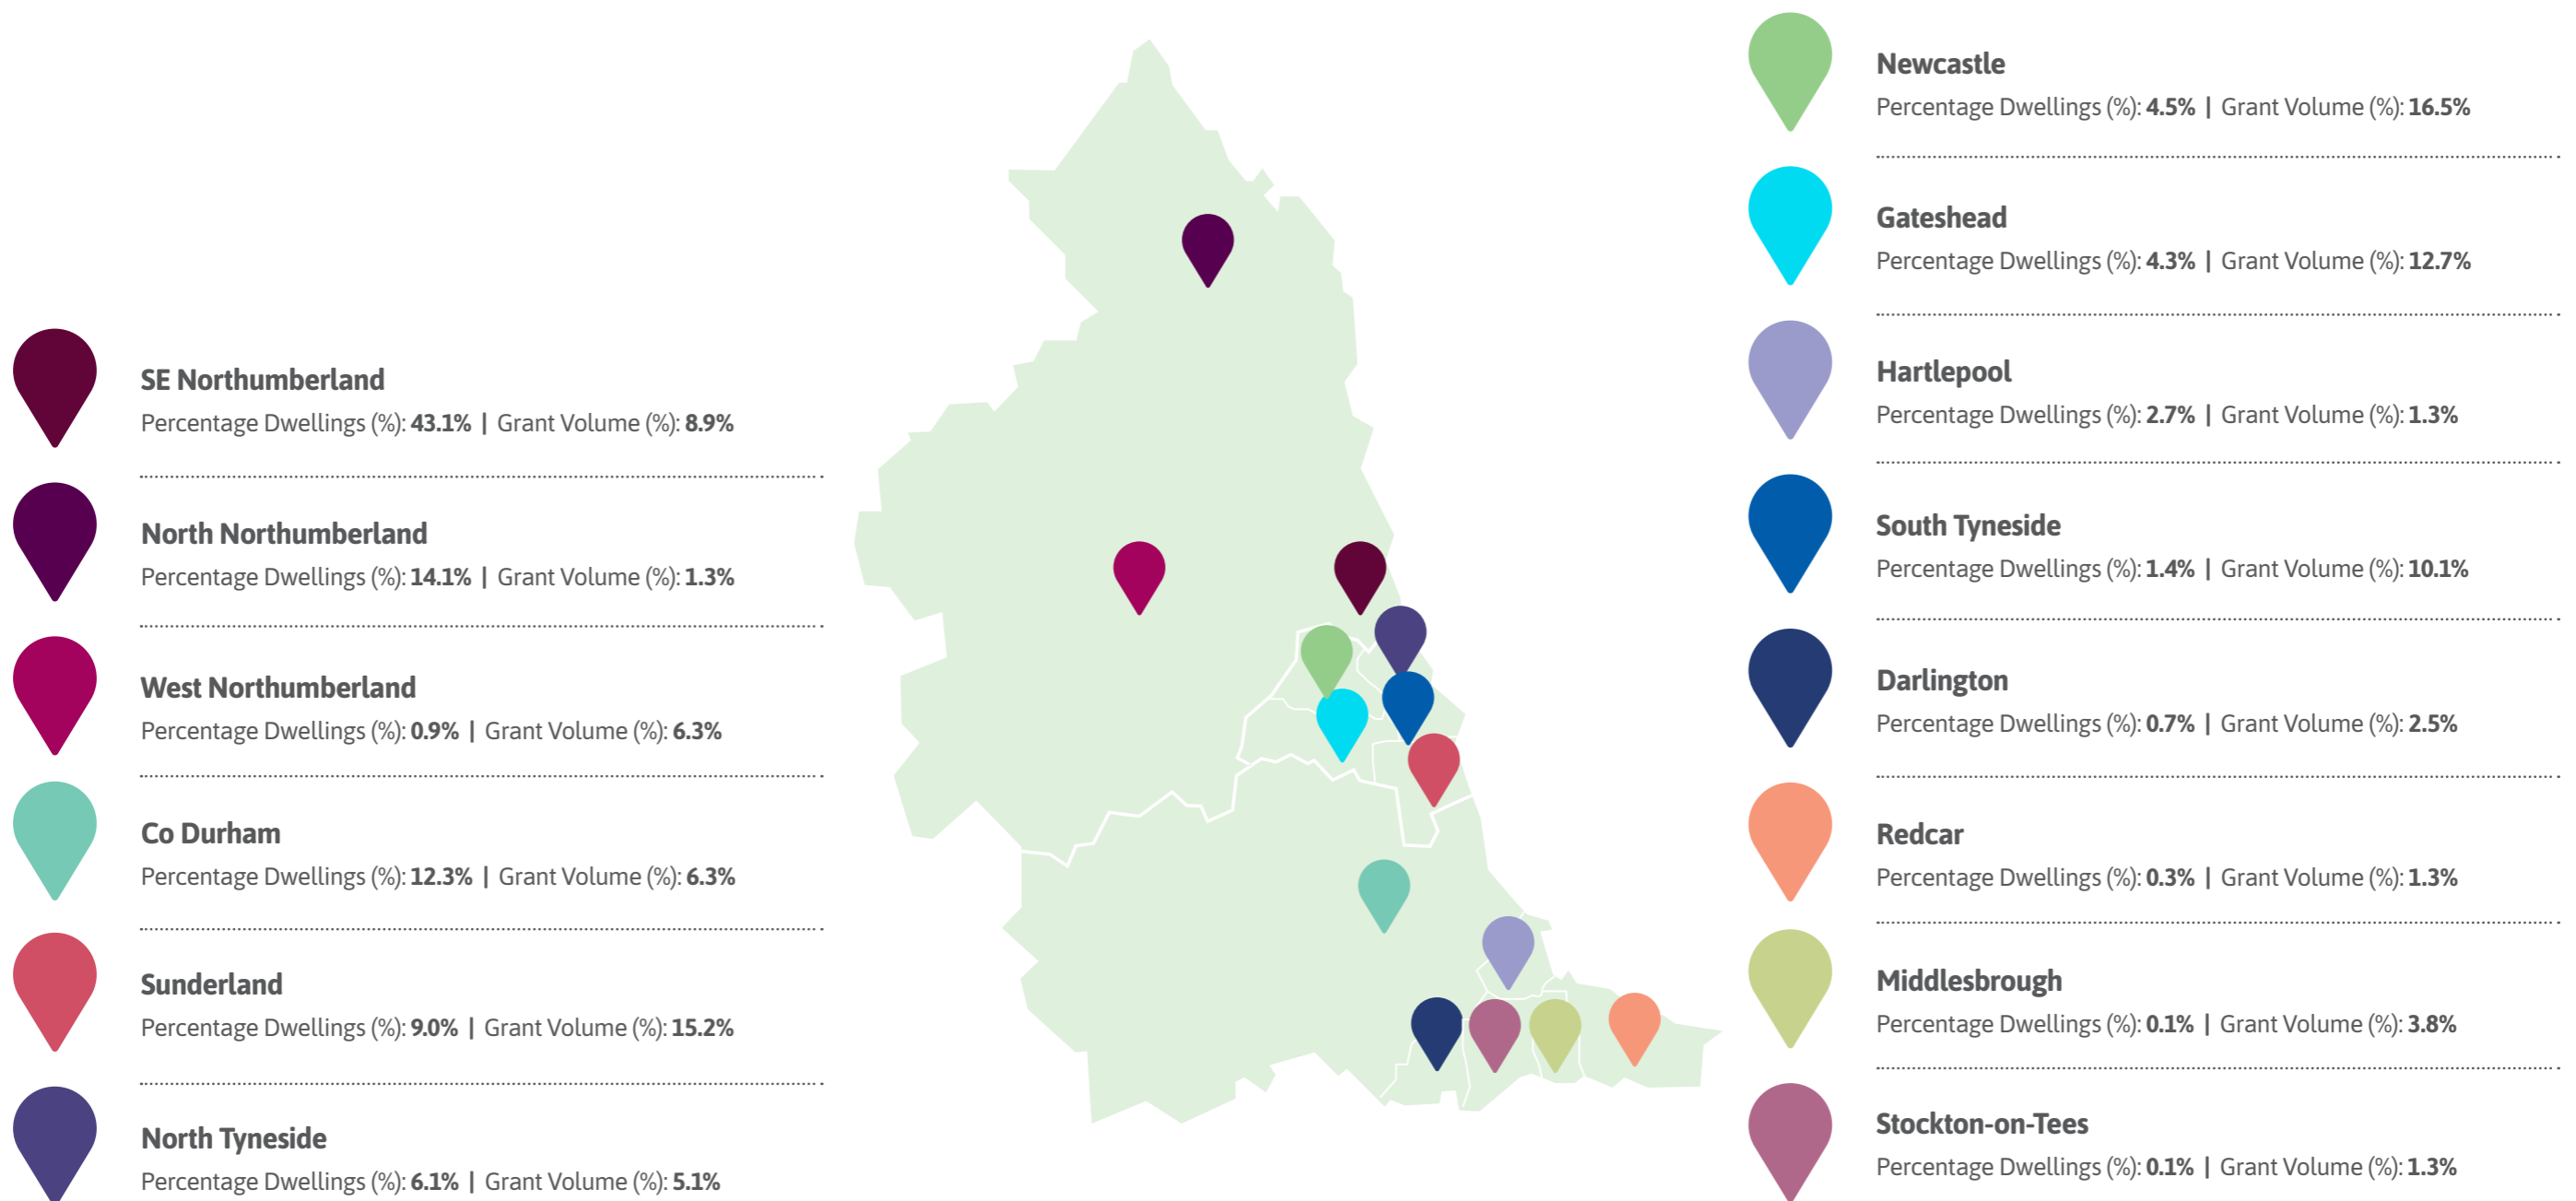 SE Northumberland
Percentage Dwellings (%): 43.1% | Grant Volume (%): 8.9%
North Northumberland
Percentage Dwellings (%): 14.1% | Grant Volume (%): 1.3%
West Northumberland
Percentage Dwellings (%): 0.9% | Grant Volume (%): 6.3%
Co Durham
Percentage Dwellings (%): 12.3% | Grant Volume (%): 6.3%
Sunderland
Percentage Dwellings (%): 9.0% | Grant Volume (%): 15.2%
North Tyneside
Percentage Dwellings (%): 6.1% | Grant Volume (%): 5.1%
Newcastle
Percentage Dwellings (%): 4.5% | Grant Volume (%): 16.5%
Gateshead
Percentage Dwellings (%): 4.3% | Grant Volume (%): 12.7%
Hartlepool
Percentage Dwellings (%): 2.7% | Grant Volume (%): 1.3%
South Tyneside
Percentage Dwellings (%): 1.4% | Grant Volume (%): 10.1%
Darlington
Percentage Dwellings (%): 0.7% | Grant Volume (%): 2.5%
Redcar
Percentage Dwellings (%): 0.3% | Grant Volume (%): 1.3%
Middlesbrough
Percentage Dwellings (%): 0.1% | Grant Volume (%): 3.8%
Stockton-on-Tees
Percentage Dwellings (%): 0.1% | Grant Volume (%): 1.3%